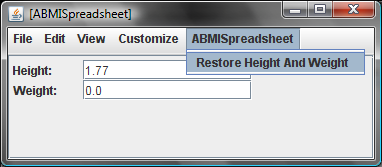 [ABMISpreadsheet]
File Edit View Customize ABMISpreadsheet
Restore Height And Weight
Height: 1.77
Weight: 0.0